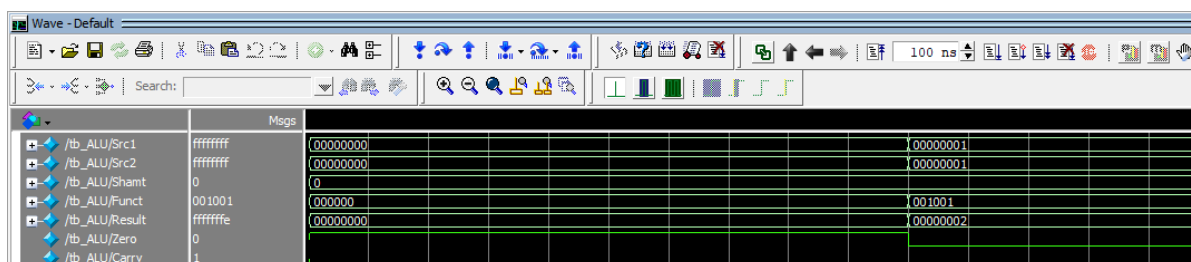 Wave - Default
100 ns
Search:
Msgs
/tb_ALU/Src1 ffffffff 00000000 00000001
/tb_ALU/Src2 ffffffff 00000000 00000001
/tb_ALU/Shamt 0 0
/tb_ALU/Funct 001001 000000 001001
/tb_ALU/Result fffffffe 00000000 00000002
/tb_ALU/Zero 0
/tb_ALU/Carry 1